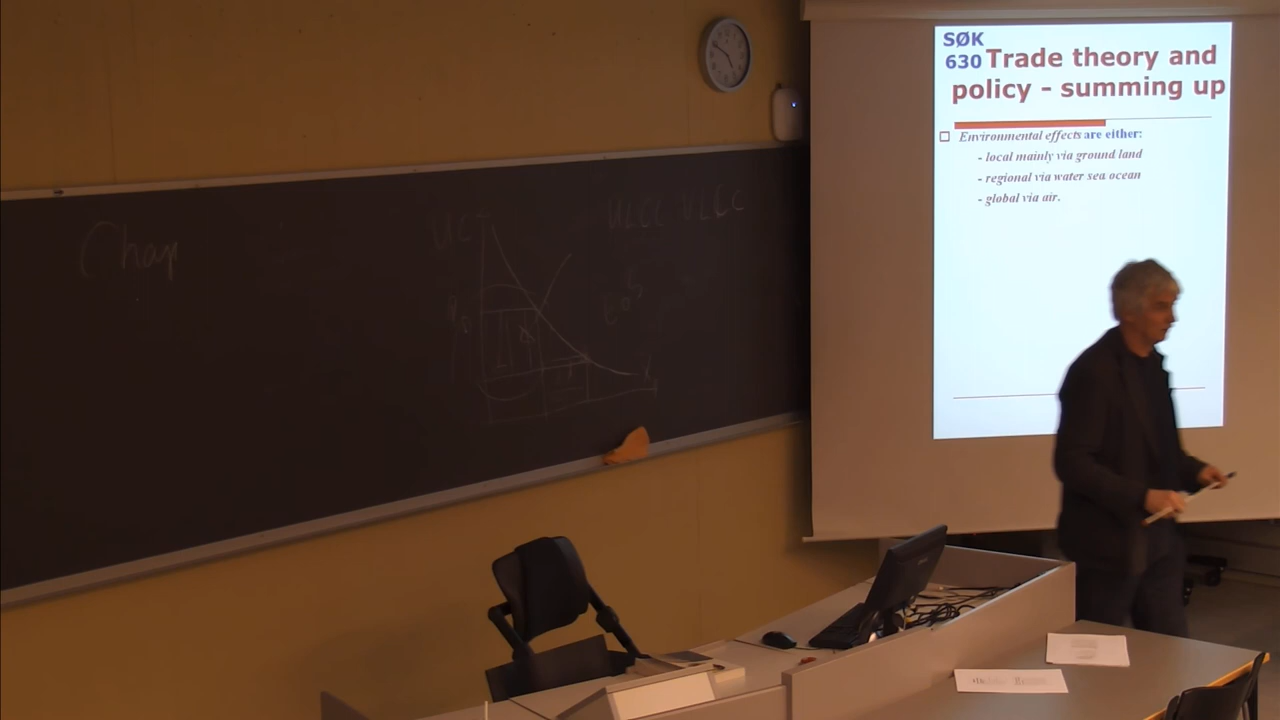 SØK
630 Trade theory and
policy - summing up
Environmental effects are either:
- local mainly via ground land
- regional via water sea ocean
- global via air.
Chap